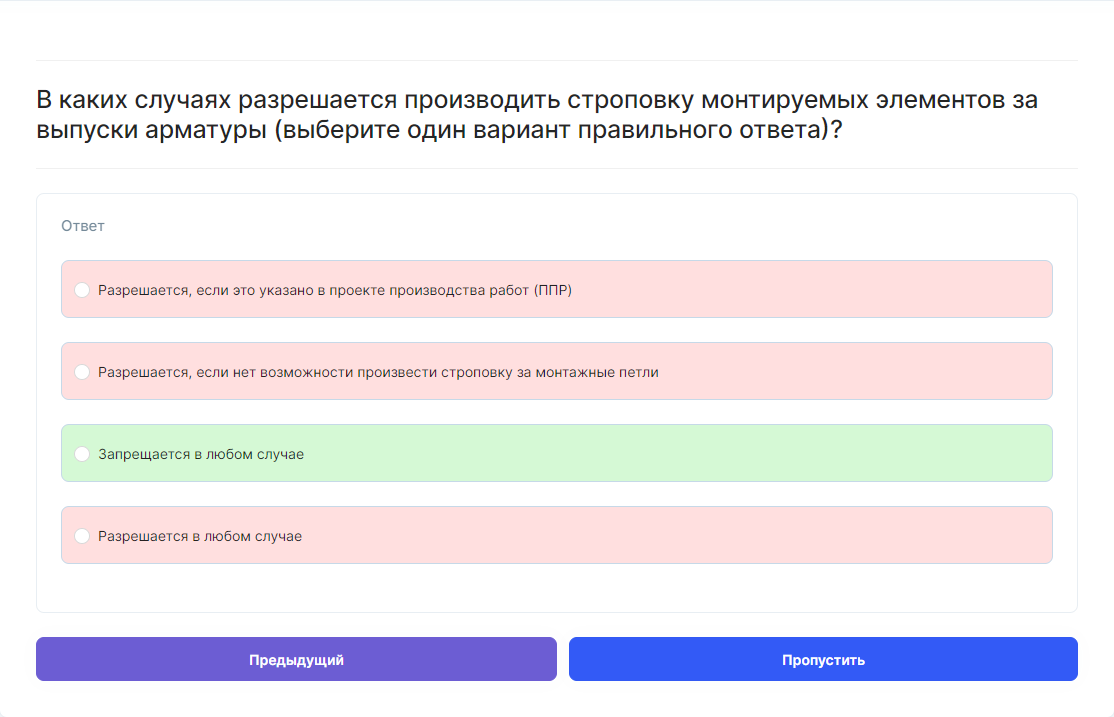 В каких случаях разрешается производить строповку монтируемых элементов за
выпуски арматуры (выберите один вариант правильного ответа)?
Ответ
Разрешается, если это указано в проекте производства работ (ППР)
Разрешается, если нет возможности произвести строповку за монтажные петли
Запрещается в любом случае
Разрешается в любом случае
Предыдущий
Пропустить